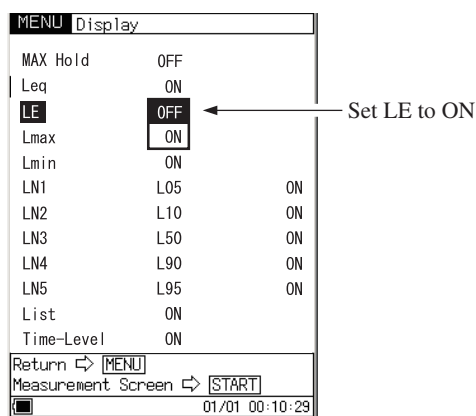 MENU Display
MAX Hold OFF
Leq ON
LE OFF
Set LE to ON
Lmax ON
Lmin ON
LN1 L05 ON
LN2 L10 ON
LN3 L50 ON
LN4 L90 ON
LN5 L95 ON
List ON
Time-Level ON
Return ⇨ MENU
Measurement Screen ⇨ START
01/01 00:10:29